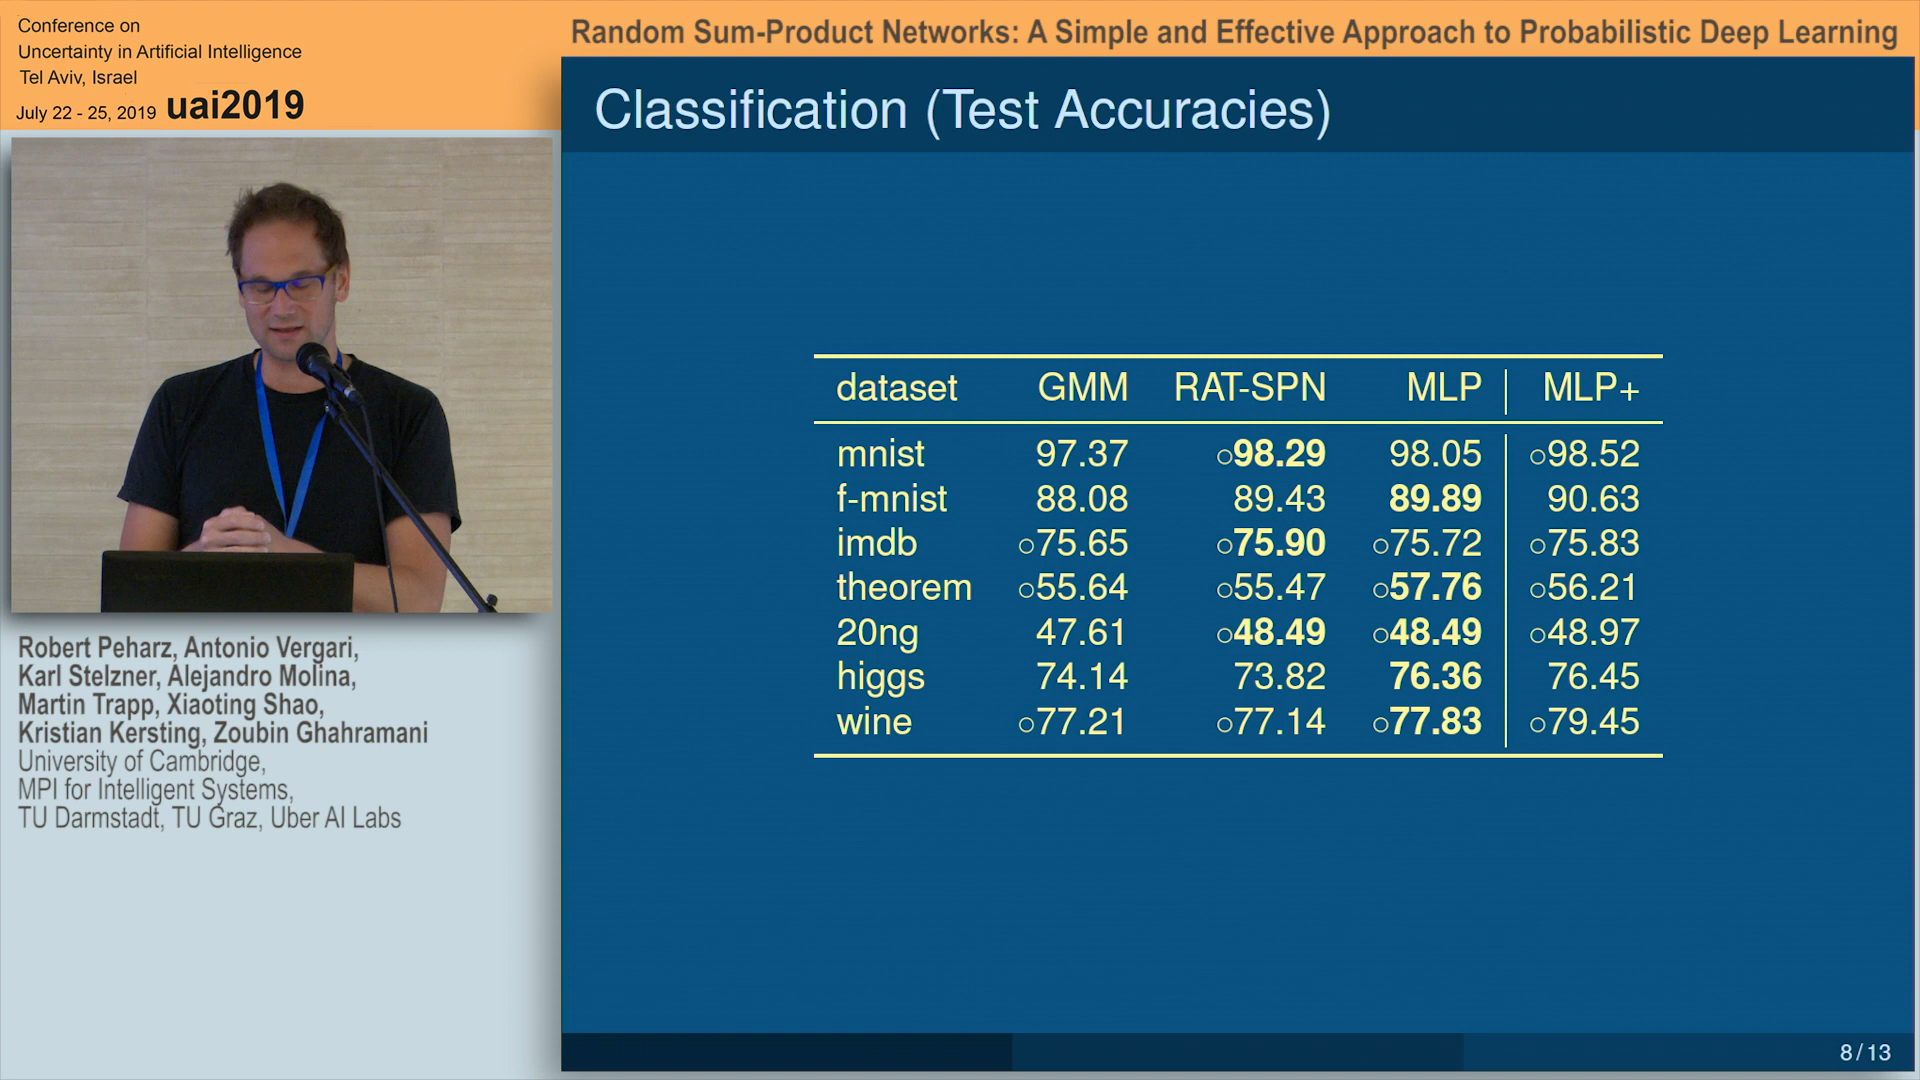 Conference on
Uncertainty in Artificial Intelligence
Tel Aviv, Israel
July 22 - 25, 2019 uai2019
Random Sum-Product Networks: A Simple and Effective Approach to Probabilistic Deep Learning
Classification (Test Accuracies)
dataset GMM RAT-SPN MLP MLP+
mnist 97.37 ○98.29 98.05 ○98.52
f-mnist 88.08 89.43 89.89 90.63
imdb ○75.65 ○75.90 ○75.72 ○75.83
theorem ○55.64 ○55.47 ○57.76 ○56.21
20ng 47.61 ○48.49 ○48.49 ○48.97
higgs 74.14 73.82 76.36 76.45
wine ○77.21 ○77.14 ○77.83 ○79.45
8 / 13
Robert Peharz, Antonio Vergari,
Karl Stelzner, Alejandro Molina,
Martin Trapp, Xiaoting Shao,
Kristian Kersting, Zoubin Ghahramani
University of Cambridge,
MPI for Intelligent Systems,
TU Darmstadt, TU Graz, Uber AI Labs